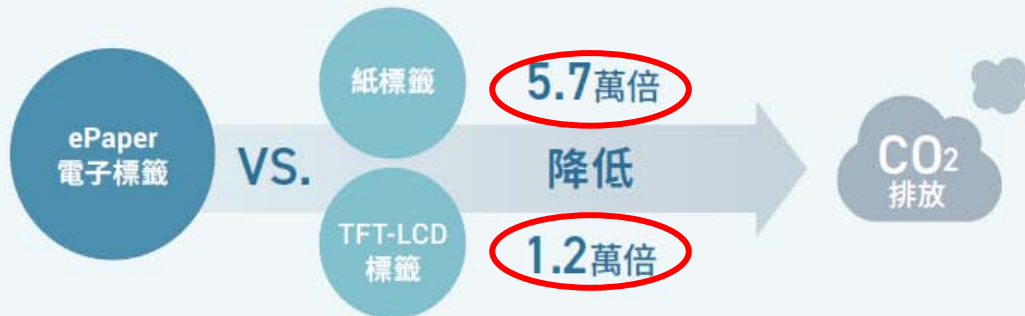 ePaper
電子標籤
VS.
紙標籤
TFT-LCD
標籤
5.7萬倍
降低
1.2萬倍
CO2
排放